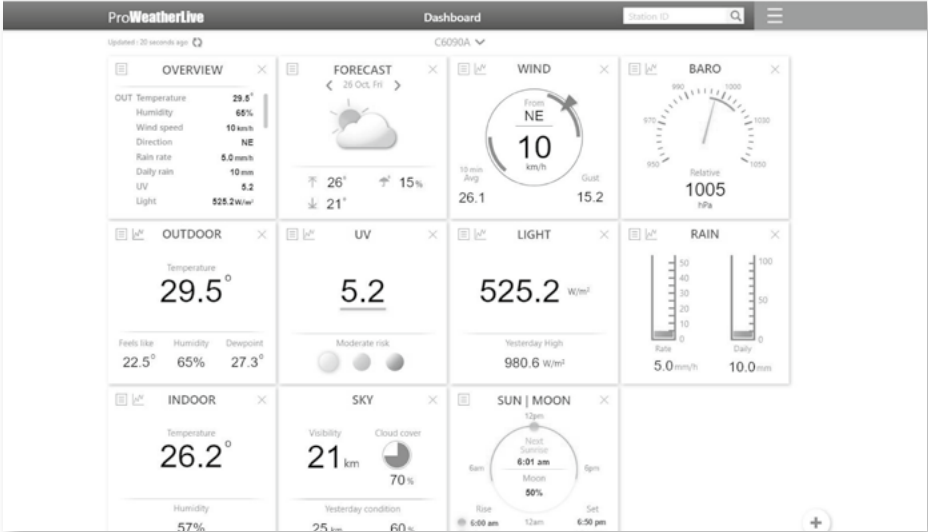 ProWeatherLive
Dashboard
Station ID
Updated : 20 seconds ago
C6090A
OVERVIEW
OUT Temperature 29.5°
Humidity 65%
Wind speed 10 km/h
Direction NE
Rain rate 5.0 mm/h
Daily rain 10 mm
UV 5.2
Light 525.2 W/m²
FORECAST
26 Oct, Fri
26° 15%
21°
WIND
From
NE
10
km/h
10 min
Avg
26.1
Gust
15.2
BARO
950
970
990
1000
1030
1050
Relative
1005
hPa
OUTDOOR
Temperature
29.5°
Feels like Humidity Dewpoint
22.5° 65% 27.3°
UV
5.2
Moderate risk
LIGHT
525.2 W/m²
Yesterday High
980.6 W/m²
RAIN
50
40
30
20
10
0
Rate
5.0 mm/h
100
50
0
Daily
10.0 mm
INDOOR
Temperature
26.2°
Humidity
57%
SKY
Visibility
21 km
Cloud cover
70%
Yesterday condition
25 km 60%
SUN | MOON
12pm
6am
6pm
Next
Sunrise
6:01 am
Moon
50%
Rise
6:00 am
12am
Set
6:50 pm